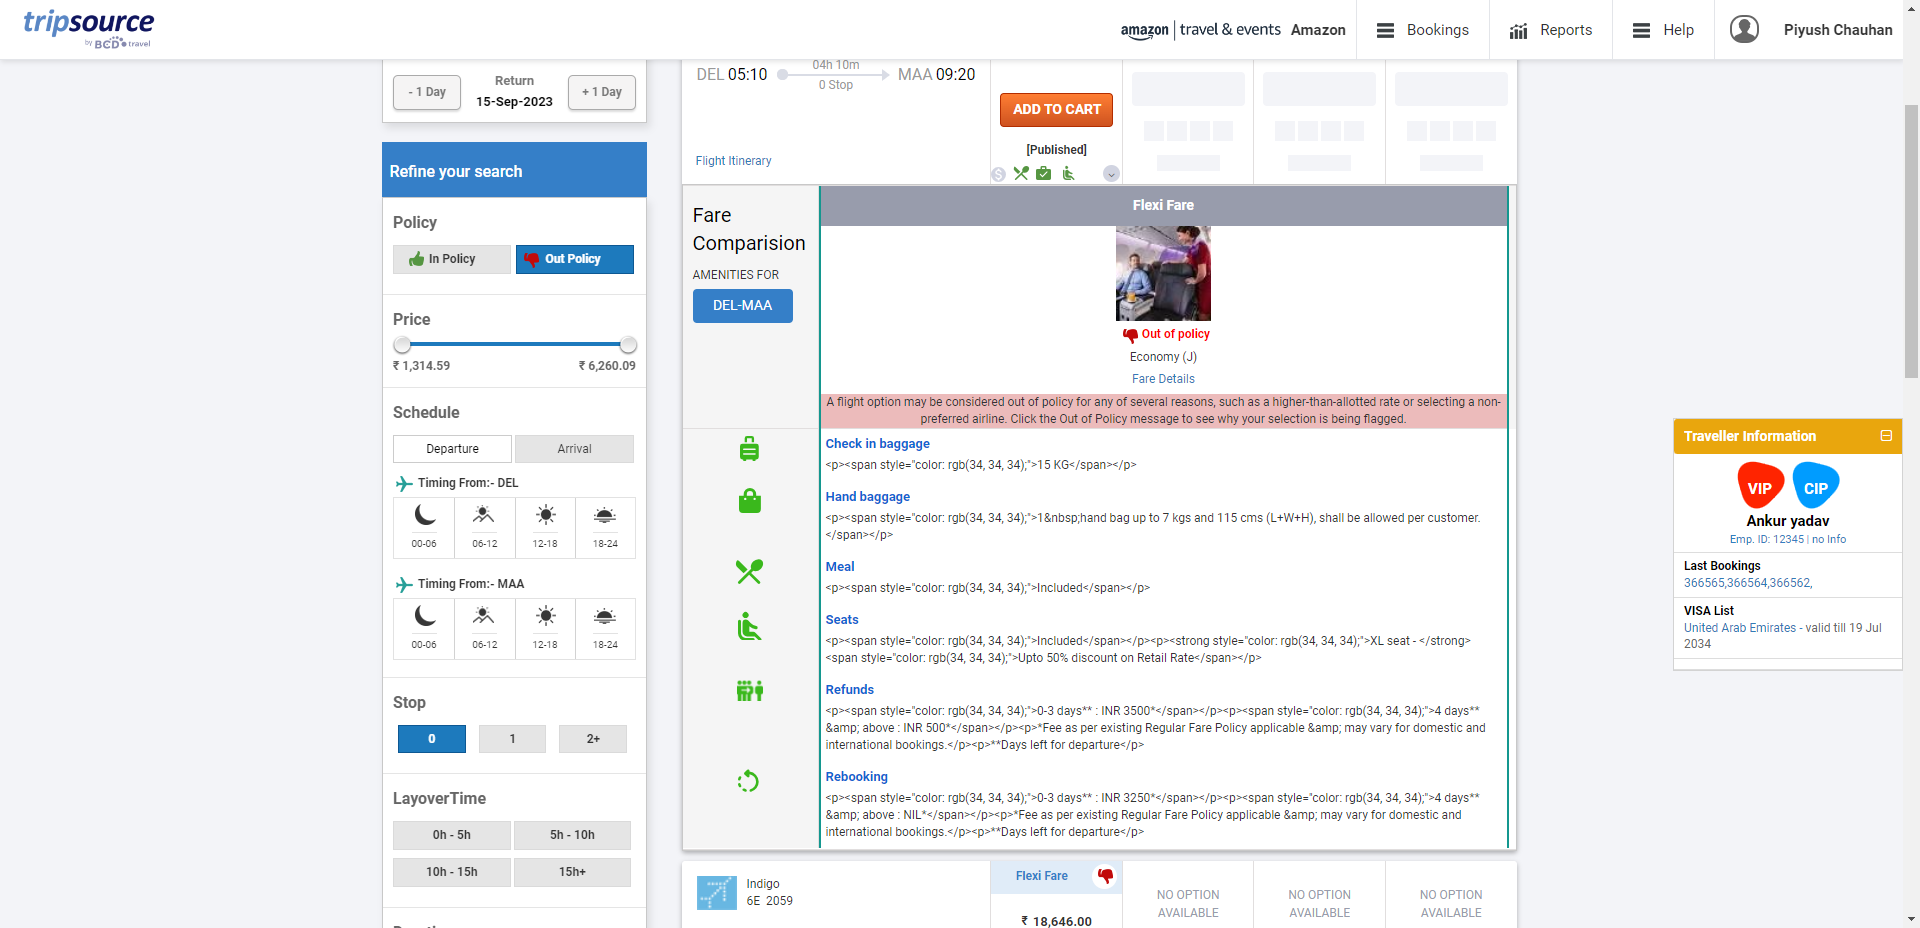 tripsource
by BCD travel
amazon | travel & events Amazon
Bookings
Reports
Help
Piyush Chauhan
- 1 Day
Return
15-Sep-2023
+ 1 Day
Refine your search
Policy
In Policy
Out Policy
Price
₹ 1,314.59
₹ 6,260.09
Schedule
Departure
Arrival
Timing From:- DEL
00-06
06-12
12-18
18-24
Timing From:- MAA
00-06
06-12
12-18
18-24
Stop
0
1
2+
LayoverTime
0h - 5h
5h - 10h
10h - 15h
15h+
DEL 05:10
04h 10m
0 Stop
MAA 09:20
Flight Itinerary
ADD TO CART
[Published]
Fare
Comparision
AMENITIES FOR
DEL-MAA
Flexi Fare
Out of policy
Economy (J)
Fare Details
A flight option may be considered out of policy for any of several reasons, such as a higher-than-allotted rate or selecting a non-
preferred airline. Click the Out of Policy message to see why your selection is being flagged.
Check in baggage
<p><span style="color: rgb(34, 34, 34);">15 KG</span></p>
Hand baggage
<p><span style="color: rgb(34, 34, 34);">1&nbsp;hand bag up to 7 kgs and 115 cms (L+W+H), shall be allowed per customer.
</span></p>
Meal
<p><span style="color: rgb(34, 34, 34);">Included</span></p>
Seats
<p><span style="color: rgb(34, 34, 34);">Included</span></p><p><strong style="color: rgb(34, 34, 34);">XL seat - </strong>
<span style="color: rgb(34, 34, 34);">Upto 50% discount on Retail Rate</span></p>
Refunds
<p><span style="color: rgb(34, 34, 34);">0-3 days** : INR 3500*</span></p><p><span style="color: rgb(34, 34, 34);">4 days**
&amp; above : INR 500*</span></p><p>*Fee as per existing Regular Fare Policy applicable &amp; may vary for domestic and
international bookings.</p><p>**Days left for departure</p>
Rebooking
<p><span style="color: rgb(34, 34, 34);">0-3 days** : INR 3250*</span></p><p><span style="color: rgb(34, 34, 34);">4 days**
&amp; above : NIL*</span></p><p>*Fee as per existing Regular Fare Policy applicable &amp; may vary for domestic and
international bookings.</p><p>**Days left for departure</p>
Indigo
6E 2059
Flexi Fare
₹ 18,646.00
NO OPTION
AVAILABLE
NO OPTION
AVAILABLE
NO OPTION
AVAILABLE
Traveller Information
VIP
CIP
Ankur yadav
Emp. ID: 12345 | no Info
Last Bookings
366565,366564,366562,
VISA List
United Arab Emirates - valid till 19 Jul
2034